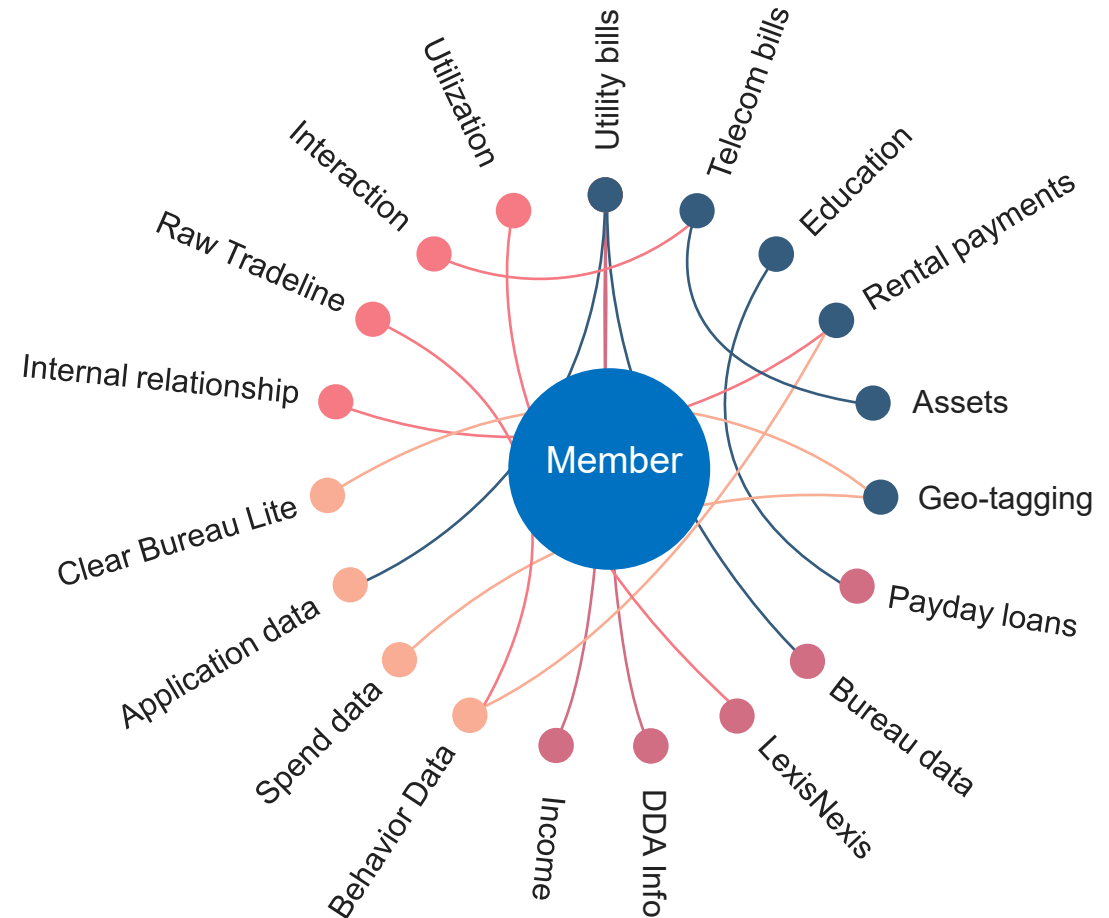 Utility bills
Telecom bills
Education
Rental payments
Assets
Geo-tagging
Payday loans
Bureau data
LexisNexis
DDA Info
Income
Behavior Data
Spend data
Application data
Clear Bureau Lite
Internal relationship
Raw Tradeline
Interaction
Utilization
Member